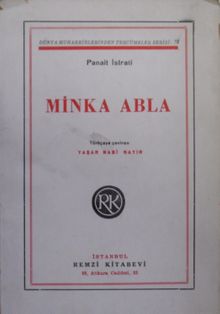 DÜNYA MUHARRİRLERİNDEN TERCÜMELER SERİSİ:
Panait İstrati
MİNKA ABLA
Türkçeye çeviren
YAŞAR NABİ NAYIR
RK
İSTANBUL
REMZİ KİTABEVİ
93, Ankara Caddesi, 93